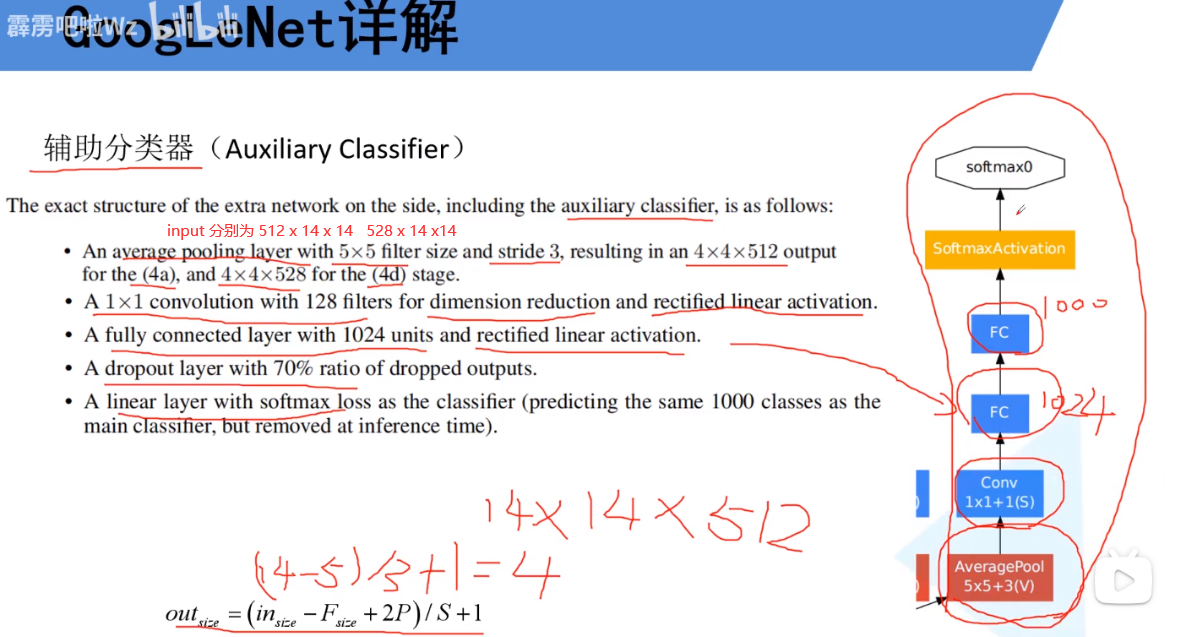 霹雳吧啦Wz bilibili
GoogLeNet详解
辅助分类器（Auxiliary Classifier）
The exact structure of the extra network on the side, including the auxiliary classifier, is as follows:
input 分别为 512 x 14 x 14   528 x 14 x14
• An average pooling layer with 5×5 filter size and stride 3, resulting in an 4×4×512 output
for the (4a), and 4×4×528 for the (4d) stage.
• A 1×1 convolution with 128 filters for dimension reduction and rectified linear activation.
• A fully connected layer with 1024 units and rectified linear activation.
• A dropout layer with 70% ratio of dropped outputs.
• A linear layer with softmax loss as the classifier (predicting the same 1000 classes as the
main classifier, but removed at inference time).
14×14×512
(14-5)/3+1=4
out_size = (in_size − F_size + 2P) / S + 1
softmax0
SoftmaxActivation
FC
1000
FC
1024
Conv
1x1+1(S)
)
AveragePool
5x5+3(V)
)